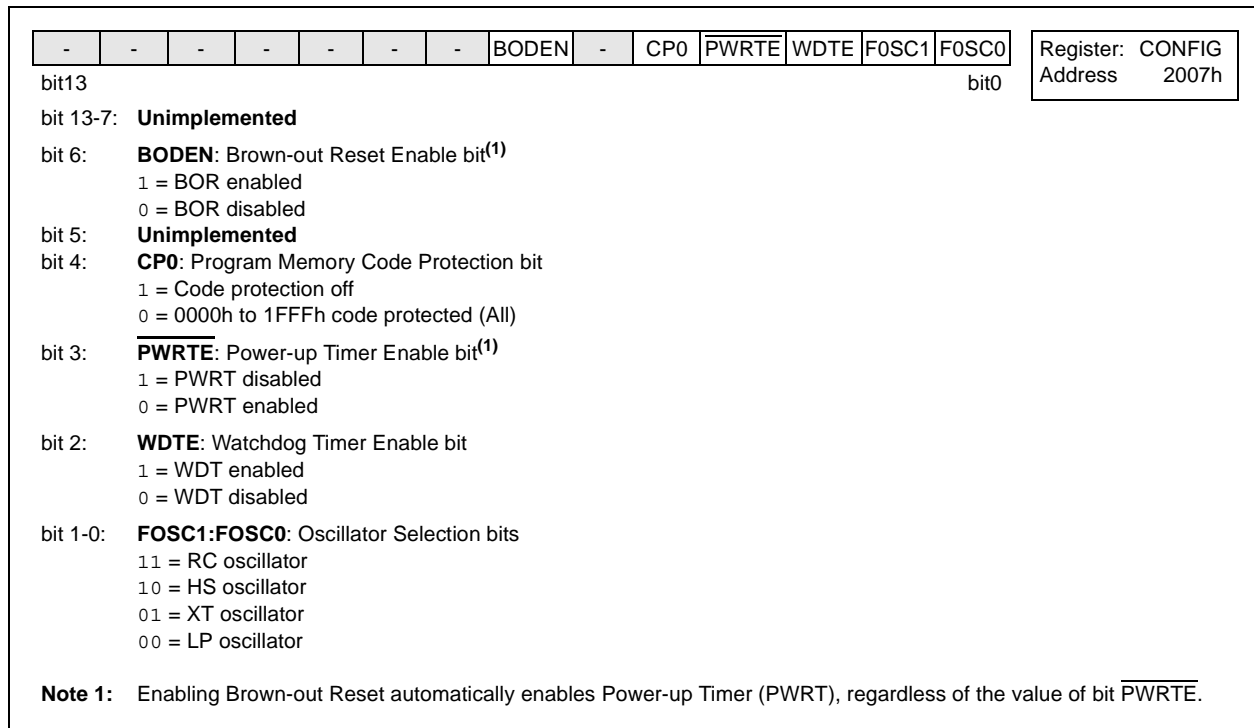 - - - - - - - BODEN - CP0 PWRTE WDTE F0SC1 F0SC0
Register: CONFIG
Address 2007h
bit13 bit0
bit 13-7: Unimplemented
bit 6: BODEN: Brown-out Reset Enable bit(1)
1 = BOR enabled
0 = BOR disabled
bit 5: Unimplemented
bit 4: CP0: Program Memory Code Protection bit
1 = Code protection off
0 = 0000h to 1FFFh code protected (All)
bit 3: PWRTE: Power-up Timer Enable bit(1)
1 = PWRT disabled
0 = PWRT enabled
bit 2: WDTE: Watchdog Timer Enable bit
1 = WDT enabled
0 = WDT disabled
bit 1-0: FOSC1:FOSC0: Oscillator Selection bits
11 = RC oscillator
10 = HS oscillator
01 = XT oscillator
00 = LP oscillator
Note 1: Enabling Brown-out Reset automatically enables Power-up Timer (PWRT), regardless of the value of bit PWRTE.